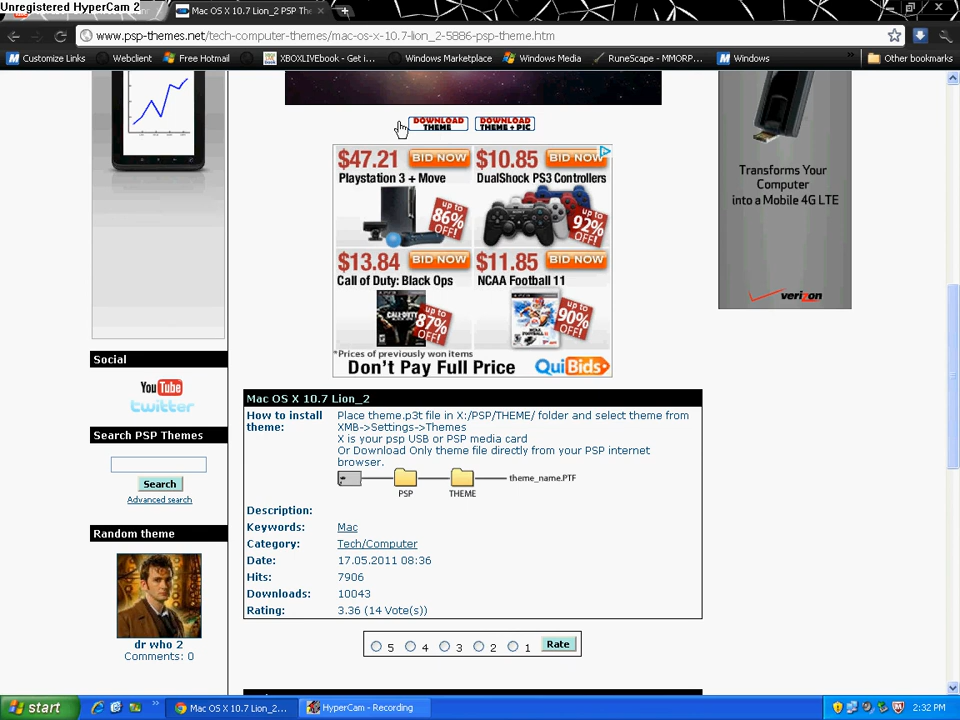 Unregistered HyperCam 2
Mac OS X 10.7 Lion_2 PSP The
www.psp-themes.net/tech-computer-themes/mac-os-x-10.7-lion_2-5886-psp-theme.htm
Customize Links
Webclient
Free Hotmail
XBOXLIVEbook - Get i...
Windows Marketplace
Windows Media
RuneScape - MMORP...
Windows
Other bookmarks
DOWNLOAD
THEME
DOWNLOAD
THEME + PIC
$47.21 BID NOW
Playstation 3 + Move
up to
86%
OFF!
$10.85 BID NOW
DualShock PS3 Controllers
up to
92%
OFF!
$13.84 BID NOW
Call of Duty: Black Ops
up to
87%
OFF!
$11.85 BID NOW
NCAA Football 11
up to
90%
OFF!
*Prices of previously won items
Don't Pay Full Price QuiBids
Transforms Your
Computer
into a Mobile 4G LTE
verizon
Social
YouTube
twitter
Search PSP Themes
Search
Advanced search
Random theme
dr who 2
Comments: 0
Mac OS X 10.7 Lion_2
How to install
theme:
Place theme.p3t file in X:/PSP/THEME/ folder and select theme from
XMB->Settings->Themes
X is your psp USB or PSP media card
Or Download Only theme file directly from your PSP internet
browser.
PSP
THEME
theme_name.PTF
Description:
Keywords: Mac
Category: Tech/Computer
Date: 17.05.2011 08:36
Hits: 7906
Downloads: 10043
Rating: 3.36 (14 Vote(s))
5 4 3 2 1 Rate
start
Mac OS X 10.7 Lion_2...
HyperCam - Recording
2:32 PM